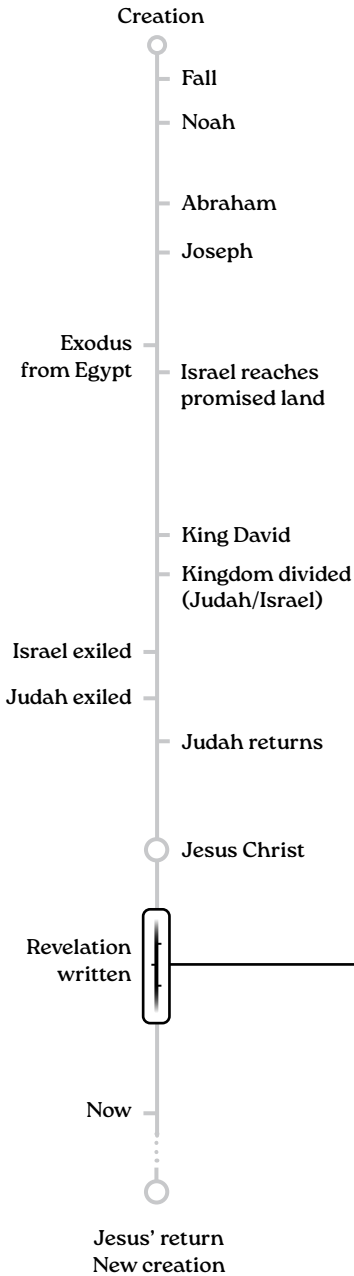 Creation
Fall
Noah
Abraham
Joseph
Exodus
from Egypt
Israel reaches
promised land
King David
Kingdom divided
(Judah/Israel)
Israel exiled
Judah exiled
Judah returns
Jesus Christ
Revelation
written
Now
Jesus’ return
New creation